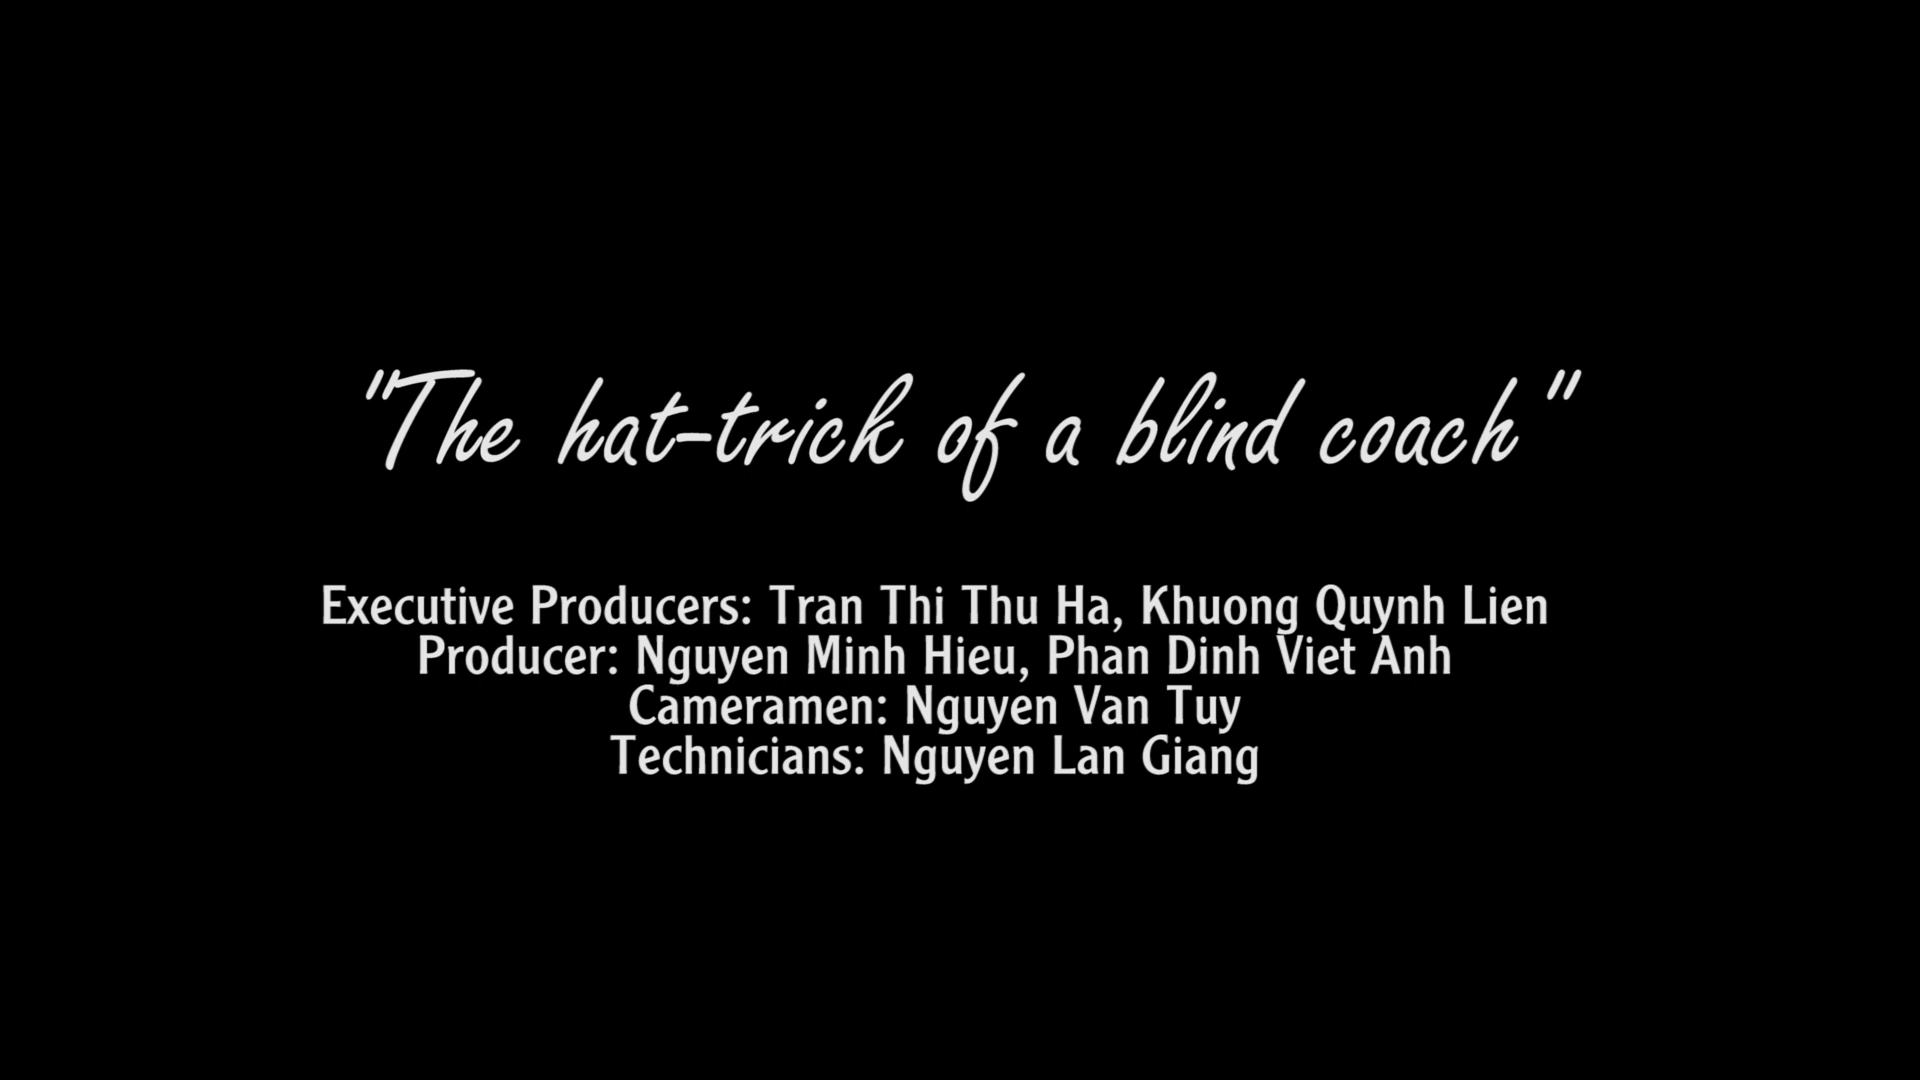 "The hat-trick of a blind coach"
Executive Producers: Tran Thi Thu Ha, Khuong Quynh Lien
Producer: Nguyen Minh Hieu, Phan Dinh Viet Anh
Cameramen: Nguyen Van Tuy
Technicians: Nguyen Lan Giang